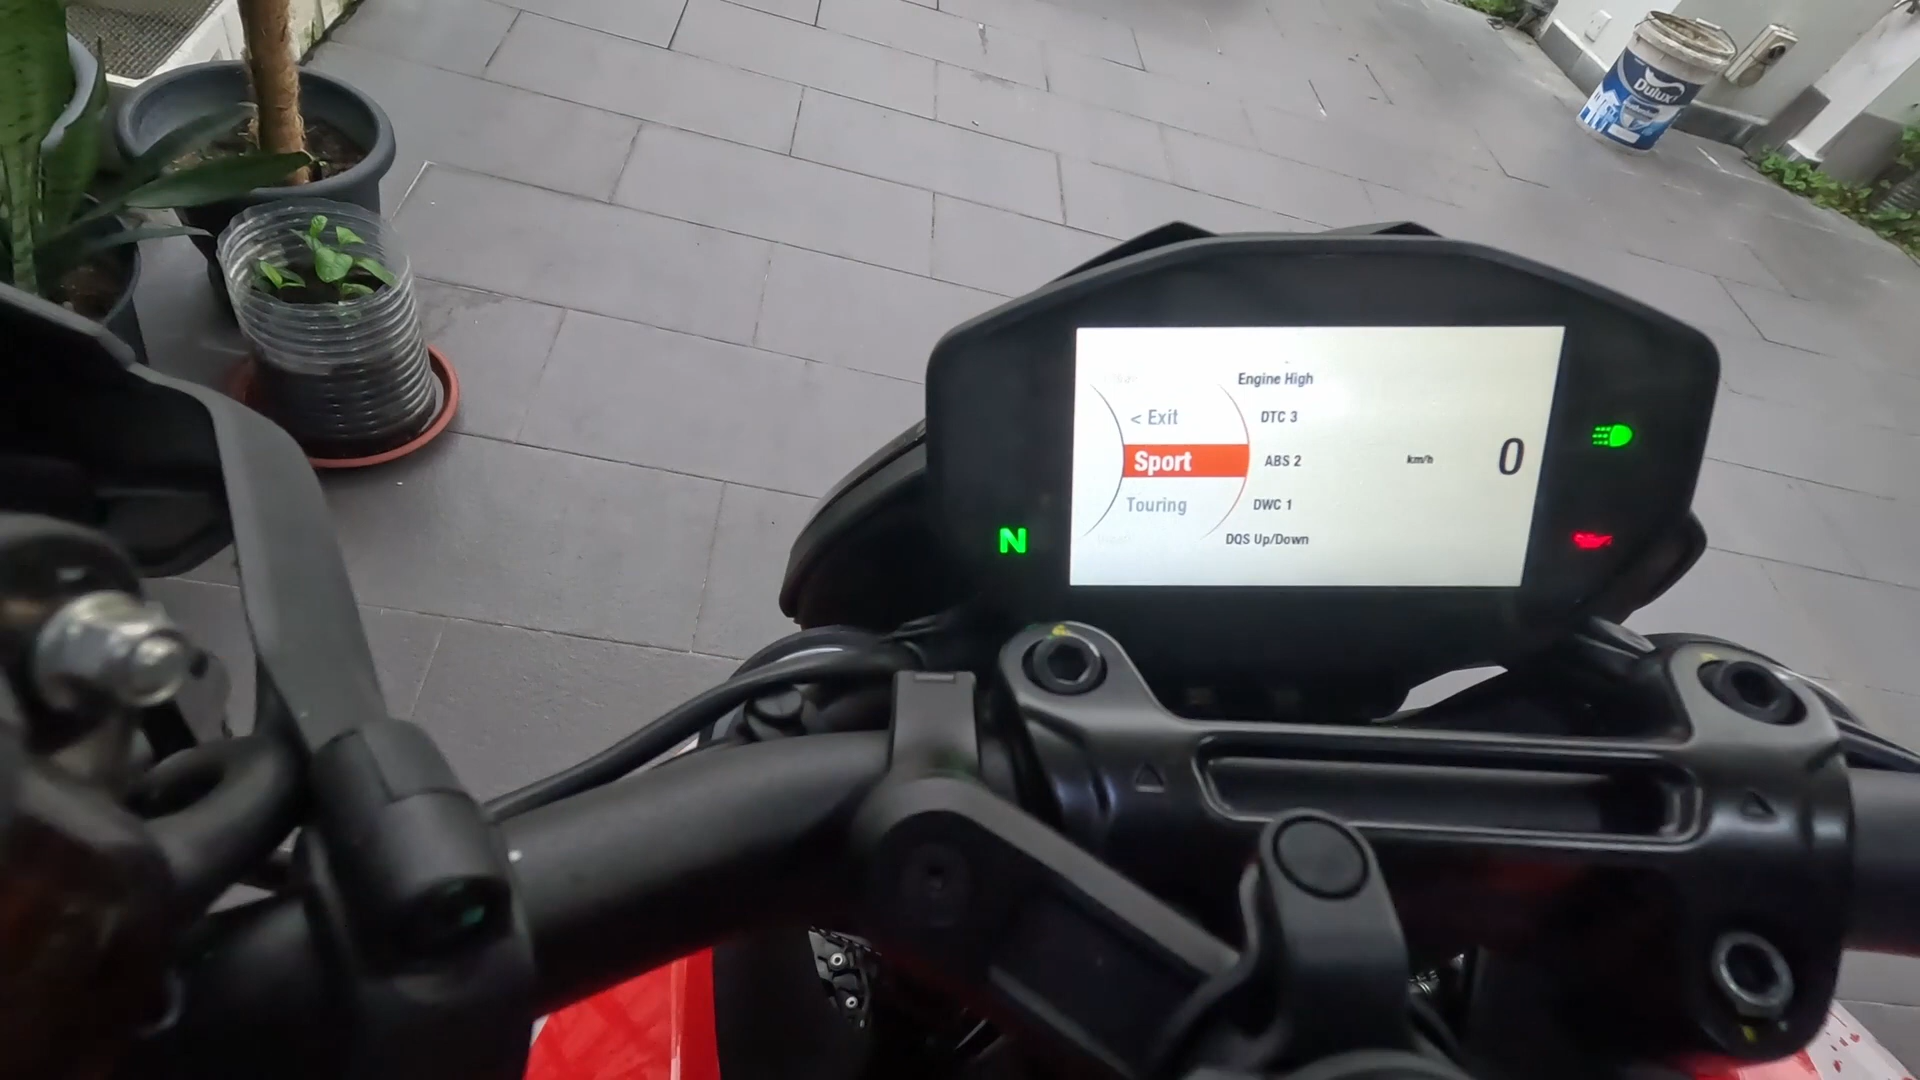 Dulux
Engine High
< Exit
DTC 3
Sport
ABS 2
km/h
0
Touring
DWC 1
DQS Up/Down
N